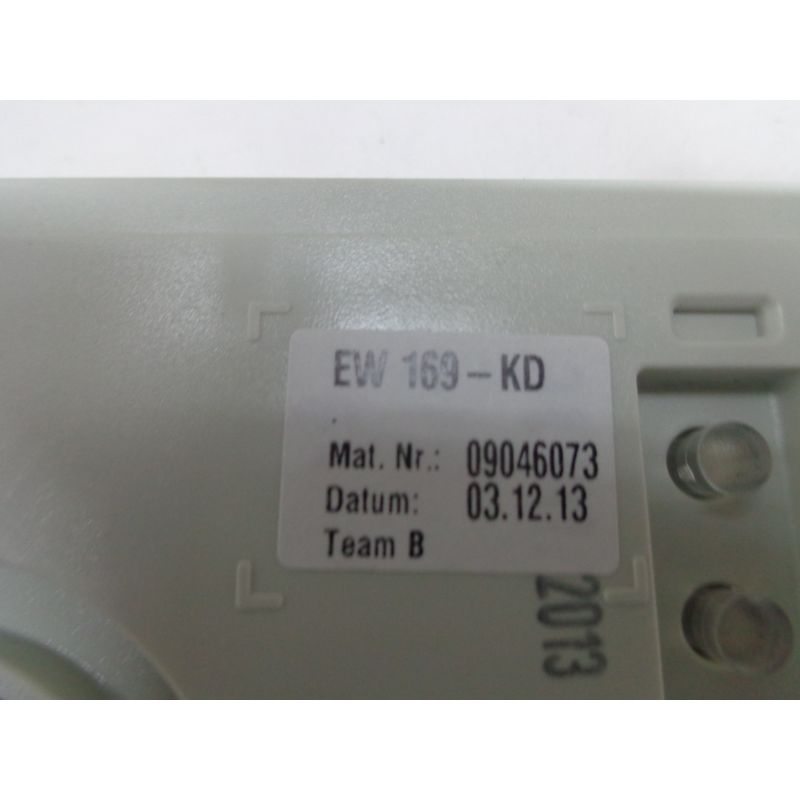 EW 169-KD
Mat. Nr.: 09046073
Datum: 03.12.13
Team B
2013